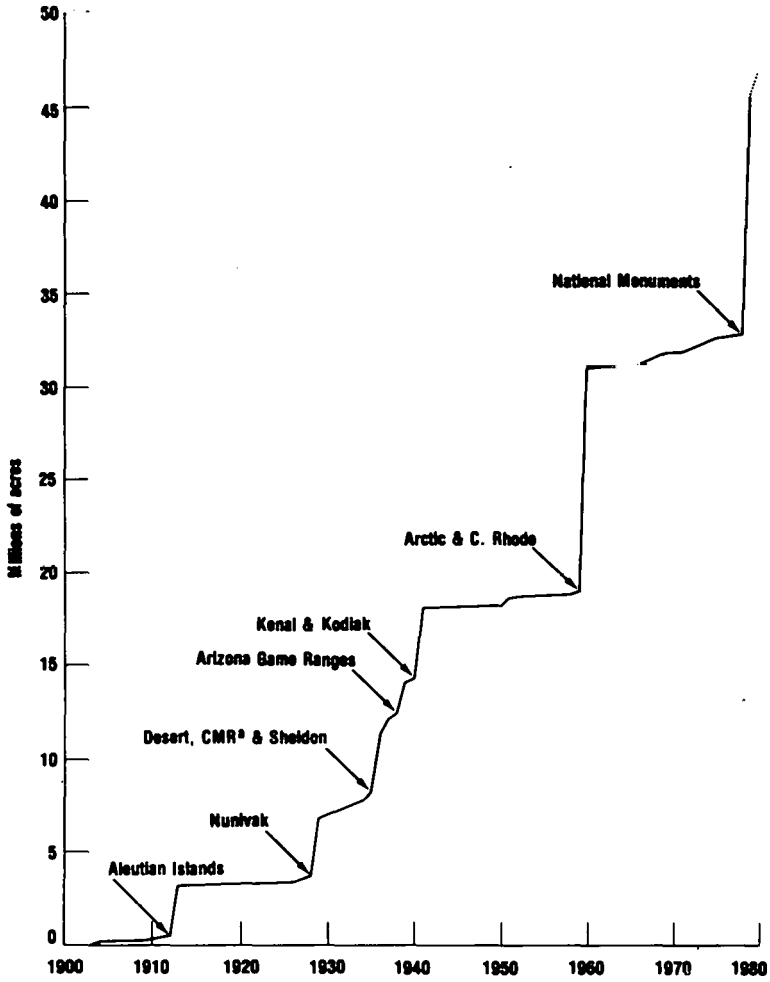 50
45
40
35
30
25
20
15
10
5
0
Millions of acres
National Monuments
Arctic & C. Rhode
Kenai & Kodiak
Arizona Game Ranges
Desert, CMRª & Sheldon
Nunivak
Aleutian Islands
1900 1910 1920 1930 1940 1950 1960 1970 1980